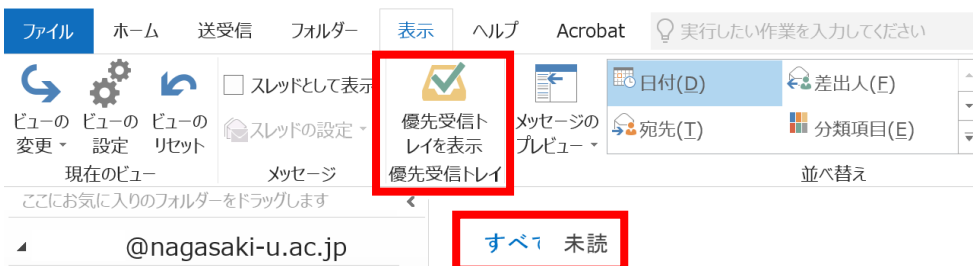 ファイル ホーム 送受信 フォルダー 表示 ヘルプ Acrobat 実行したい作業を入力してください
ビューの変更 ビューの設定 ビューのリセット
現在のビュー
スレッドとして表示
スレッドの設定
メッセージ
優先受信ト
レイを表示
優先受信トレイ
メッセージの
プレビュー
日付(D) 差出人(F)
宛先(T) 分類項目(E)
並べ替え
ここにお気に入りのフォルダーをドラッグします
@nagasaki-u.ac.jp
すべて 未読